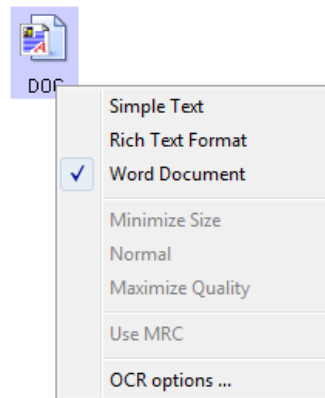 DOC
Simple Text
Rich Text Format
Word Document
Minimize Size
Normal
Maximize Quality
Use MRC
OCR options ...